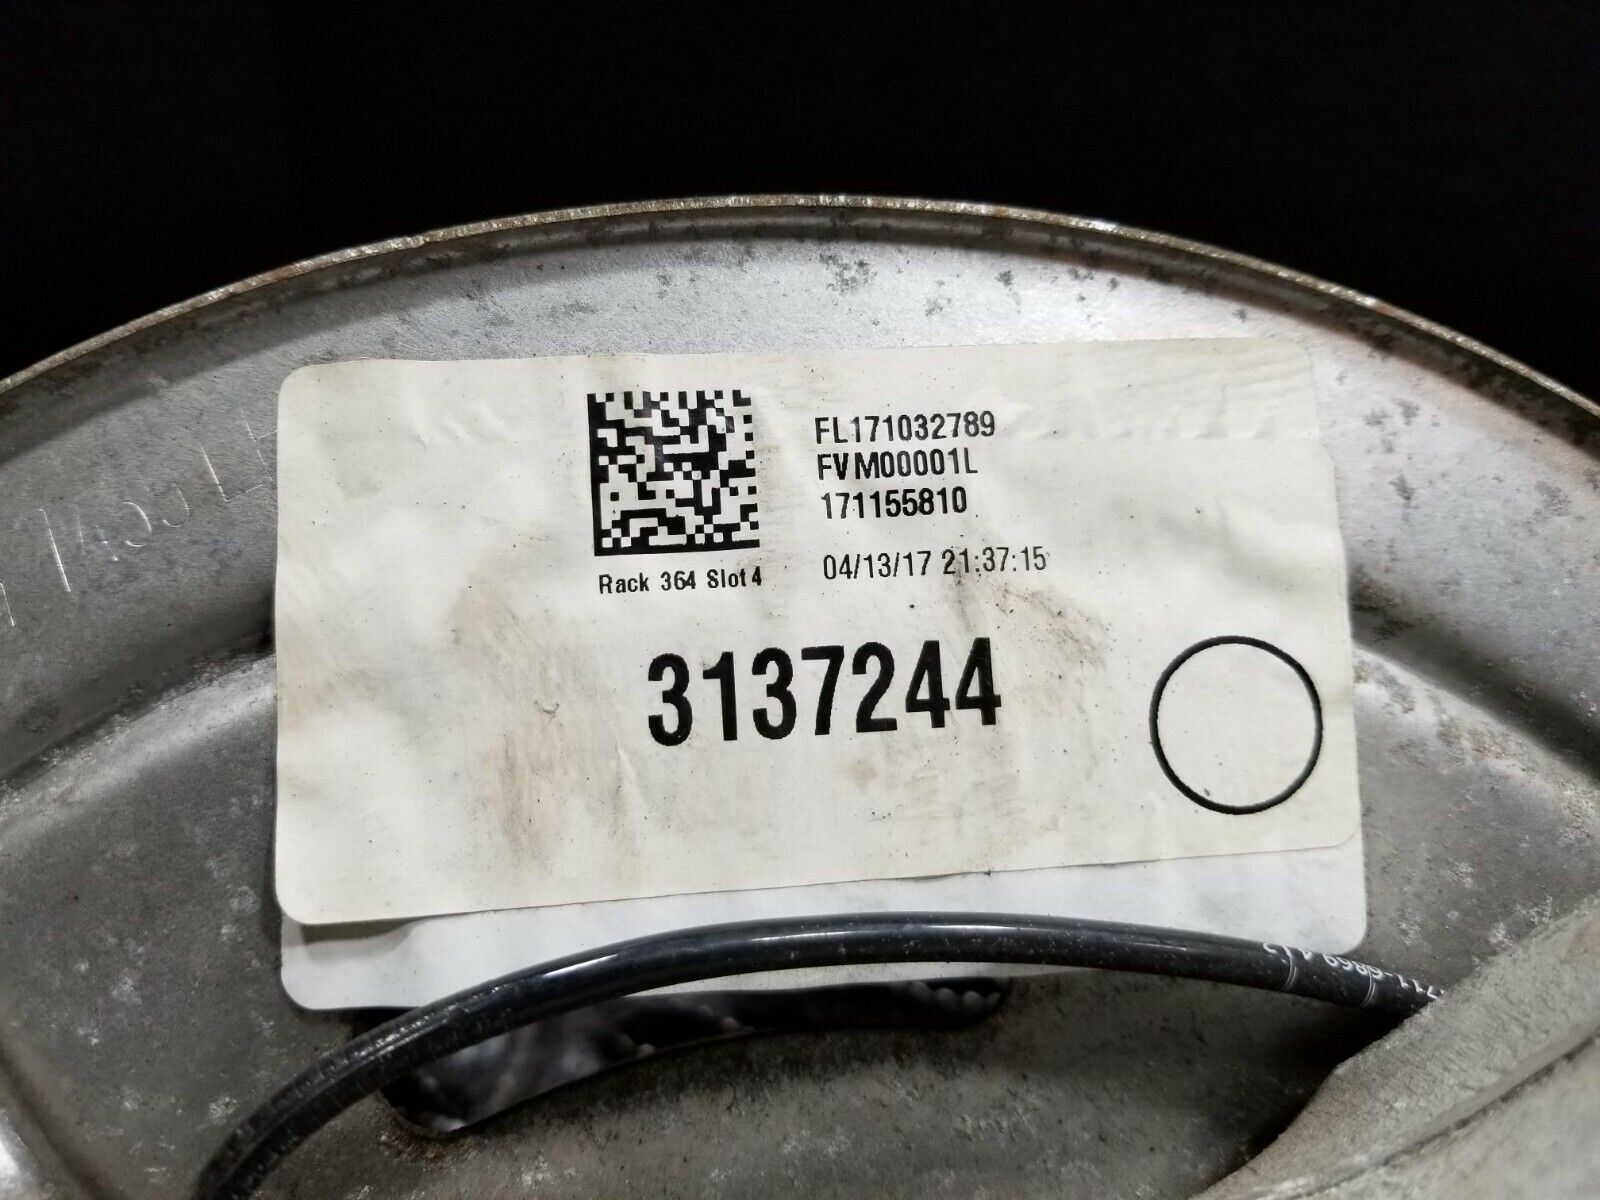 FL171032789
FVM00001L
171155810
04/13/17 21:37:15
Rack 364 Slot 4
3137244